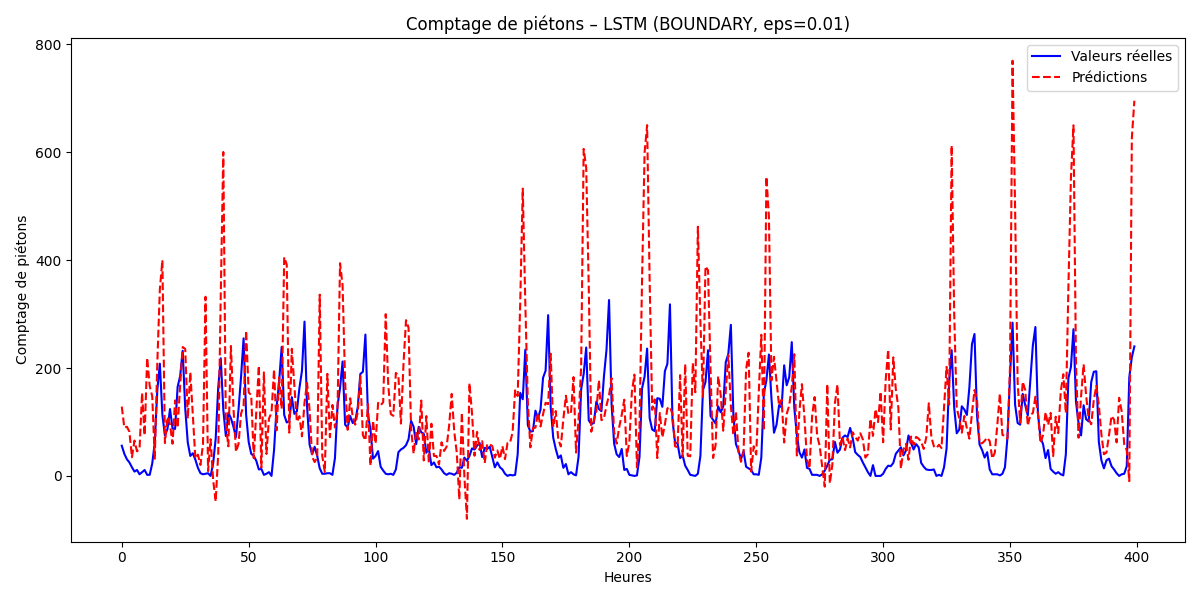 Comptage de piétons – LSTM (BOUNDARY, eps=0.01)
Valeurs réelles
Prédictions
Comptage de piétons
800
600
400
200
0
0 50 100 150 200 250 300 350 400
Heures